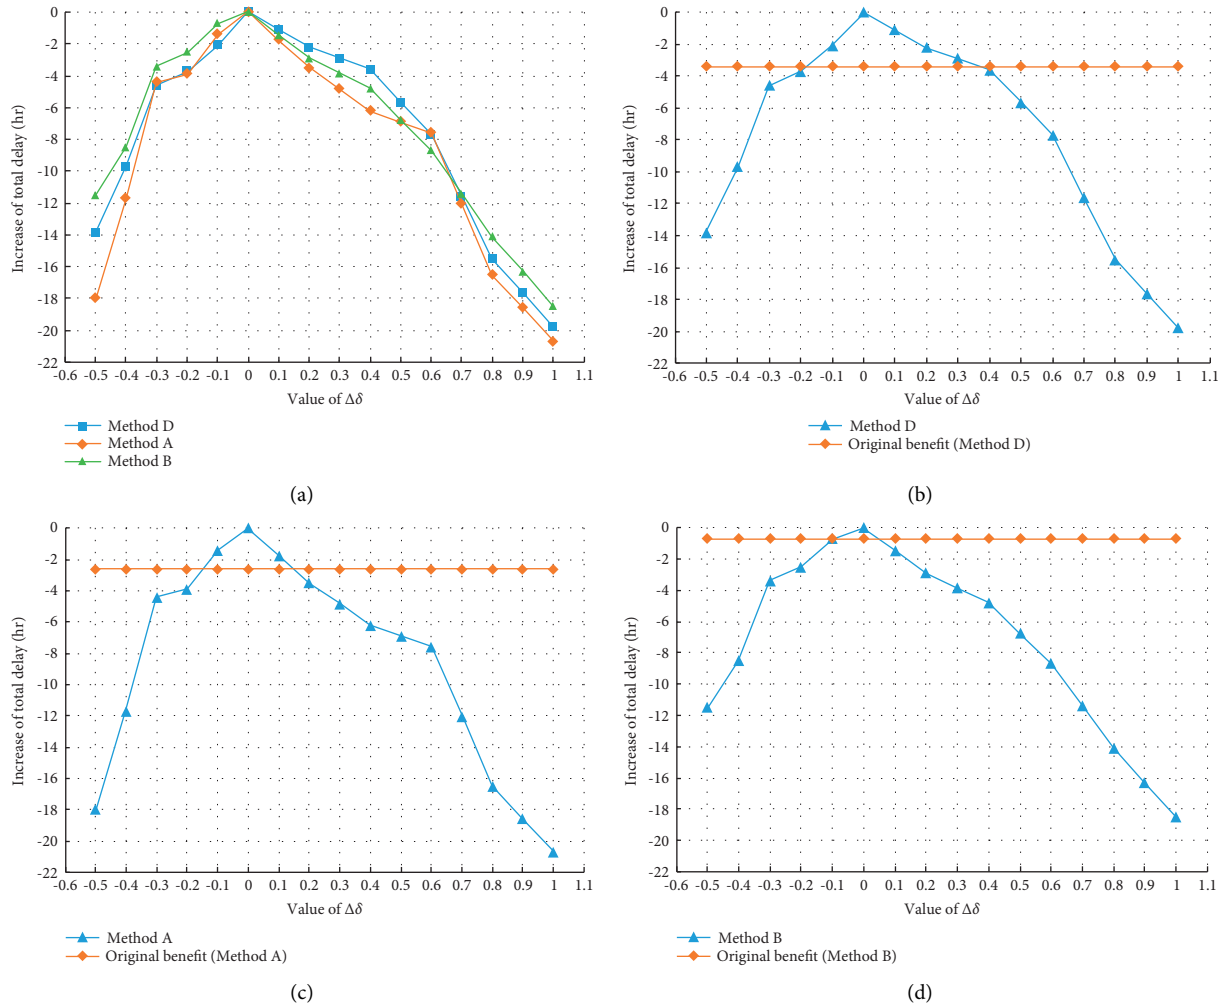 0
-2
-4
-6
-8
-10
-12
-14
-16
-18
-20
-22
Increase of total delay (hr)
-0.6 -0.5 -0.4 -0.3 -0.2 -0.1 0 0.1 0.2 0.3 0.4 0.5 0.6 0.7 0.8 0.9 1 1.1
Value of Δδ
Method D
Method A
Method B
(a)
0
-2
-4
-6
-8
-10
-12
-14
-16
-18
-20
-22
Increase of total delay (hr)
-0.6 -0.5 -0.4 -0.3 -0.2 -0.1 0 0.1 0.2 0.3 0.4 0.5 0.6 0.7 0.8 0.9 1 1.1
Value of Δδ
Method D
Original benefit (Method D)
(b)
0
-2
-4
-6
-8
-10
-12
-14
-16
-18
-20
-22
Increase of total delay (hr)
-0.6 -0.5 -0.4 -0.3 -0.2 -0.1 0 0.1 0.2 0.3 0.4 0.5 0.6 0.7 0.8 0.9 1 1.1
Value of Δδ
Method A
Original benefit (Method A)
(c)
0
-2
-4
-6
-8
-10
-12
-14
-16
-18
-20
-22
Increase of total delay (hr)
-0.6 -0.5 -0.4 -0.3 -0.2 -0.1 0 0.1 0.2 0.3 0.4 0.5 0.6 0.7 0.8 0.9 1 1.1
Value of Δδ
Method B
Original benefit (Method B)
(d)